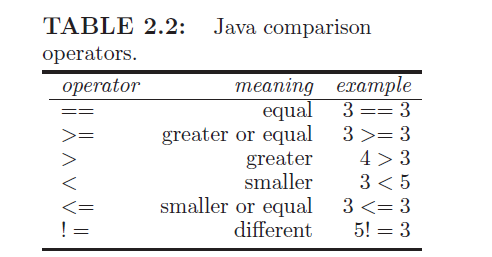 TABLE 2.2: Java comparison
operators.
operator meaning example
== equal 3 == 3
>= greater or equal 3 >= 3
> greater 4 > 3
< smaller 3 < 5
<= smaller or equal 3 <= 3
! = different 5! = 3